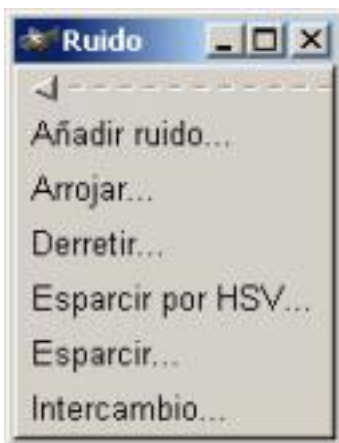 Ruido
Añadir ruido...
Arrojar...
Derretir...
Esparcir por HSV...
Esparcir...
Intercambio...